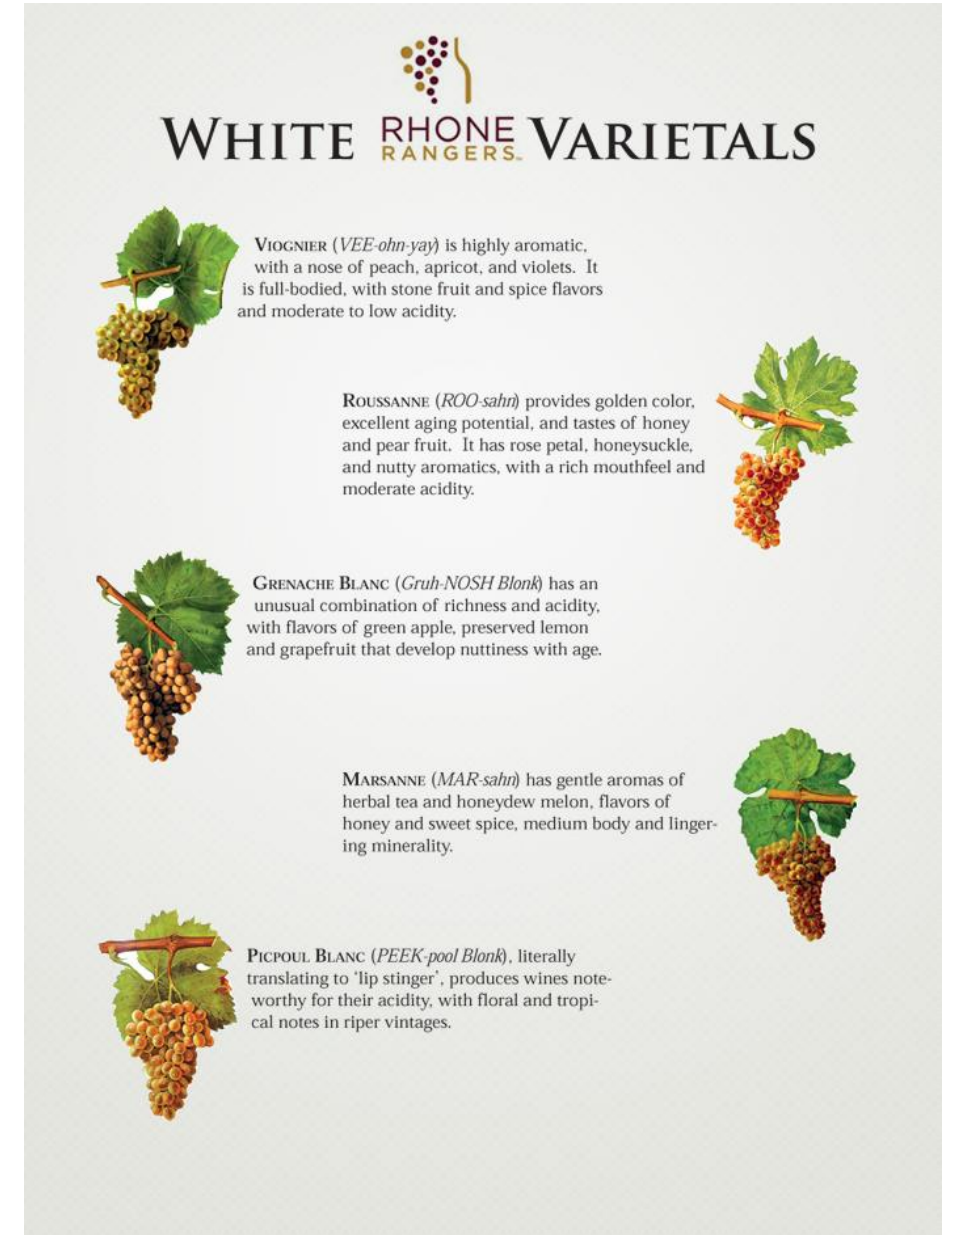 WHITE RHONE RANGERS™ VARIETALS
VIOGNIER (VEE-ohn-yay) is highly aromatic,
with a nose of peach, apricot, and violets. It
is full-bodied, with stone fruit and spice flavors
and moderate to low acidity.
ROUSSANNE (ROO-sahn) provides golden color,
excellent aging potential, and tastes of honey
and pear fruit. It has rose petal, honeysuckle,
and nutty aromatics, with a rich mouthfeel and
moderate acidity.
GRENACHE BLANC (Gruh-NOSH Blonk) has an
unusual combination of richness and acidity,
with flavors of green apple, preserved lemon
and grapefruit that develop nuttiness with age.
MARSANNE (MAR-sahn) has gentle aromas of
herbal tea and honeydew melon, flavors of
honey and sweet spice, medium body and linger-
ing minerality.
PICPOUL BLANC (PEEK-pool Blonk), literally
translating to ‘lip stinger’, produces wines note-
worthy for their acidity, with floral and tropi-
cal notes in riper vintages.